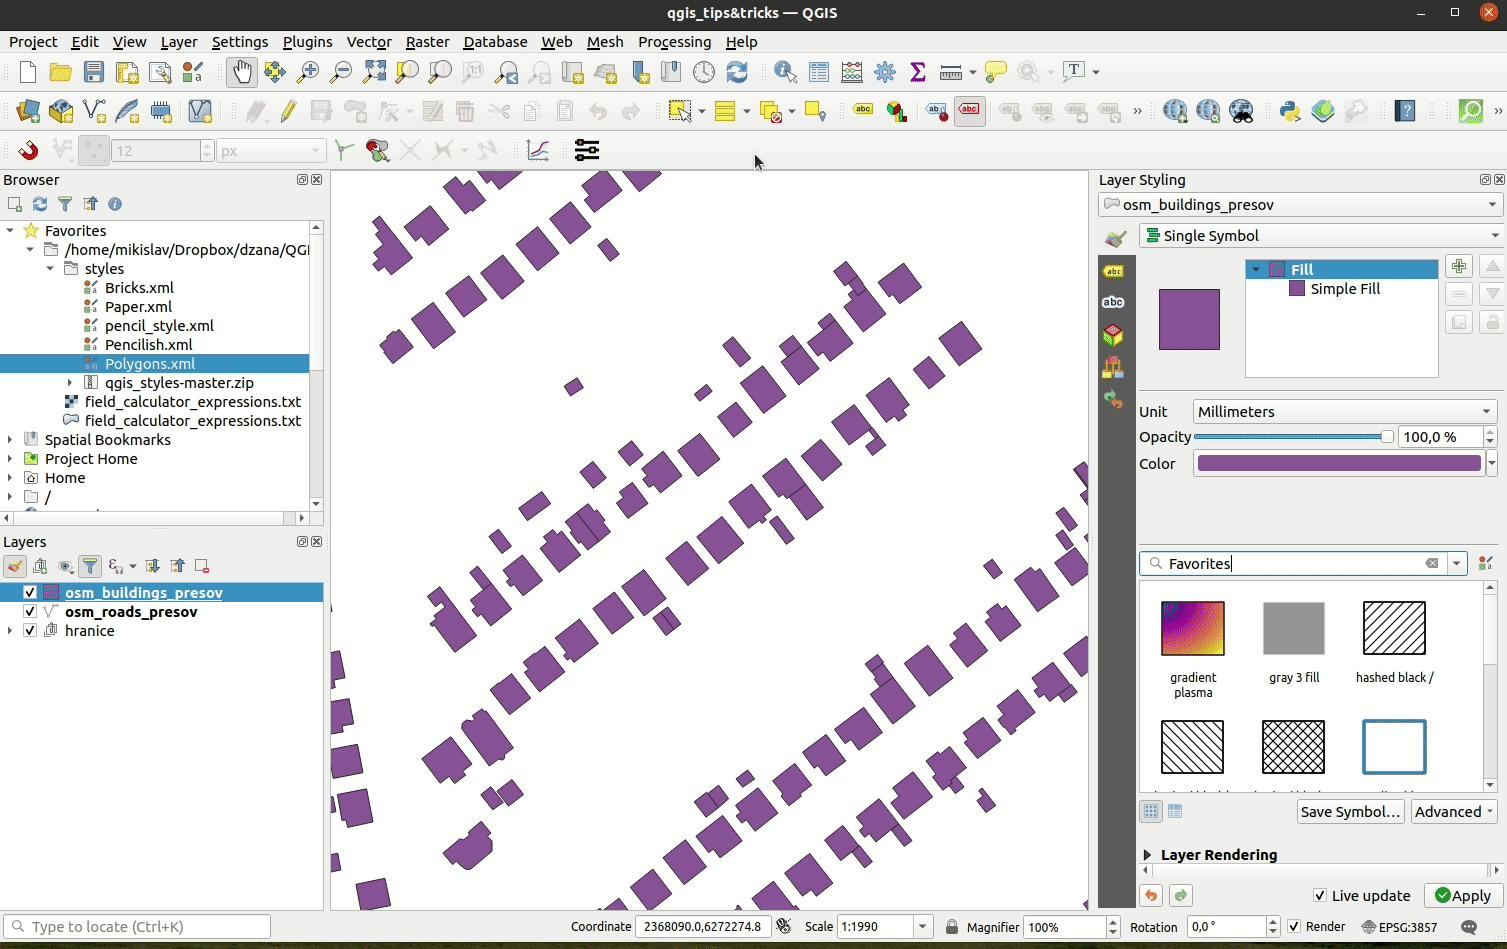 qgis_tips&tricks — QGIS
Project Edit View Layer Settings Plugins Vector Raster Database Web Mesh Processing Help
12 px
Browser
Favorites
/home/mikislav/Dropbox/dzana/QGI
styles
Bricks.xml
Paper.xml
pencil_style.xml
Pencilish.xml
Polygons.xml
qgis_styles-master.zip
field_calculator_expressions.txt
field_calculator_expressions.txt
Spatial Bookmarks
Project Home
Home
/
Layers
osm_buildings_presov
osm_roads_presov
hranice
Layer Styling
osm_buildings_presov
Single Symbol
Fill
Simple Fill
Unit Millimeters
Opacity 100,0 %
Color
Favorites
gradient plasma
gray 3 fill
hashed black /
Save Symbol... Advanced
Layer Rendering
Live update Apply
Type to locate (Ctrl+K) Coordinate 2368090.0,6272274.8 Scale 1:1990 Magnifier 100% Rotation 0,0 ° Render EPSG:3857